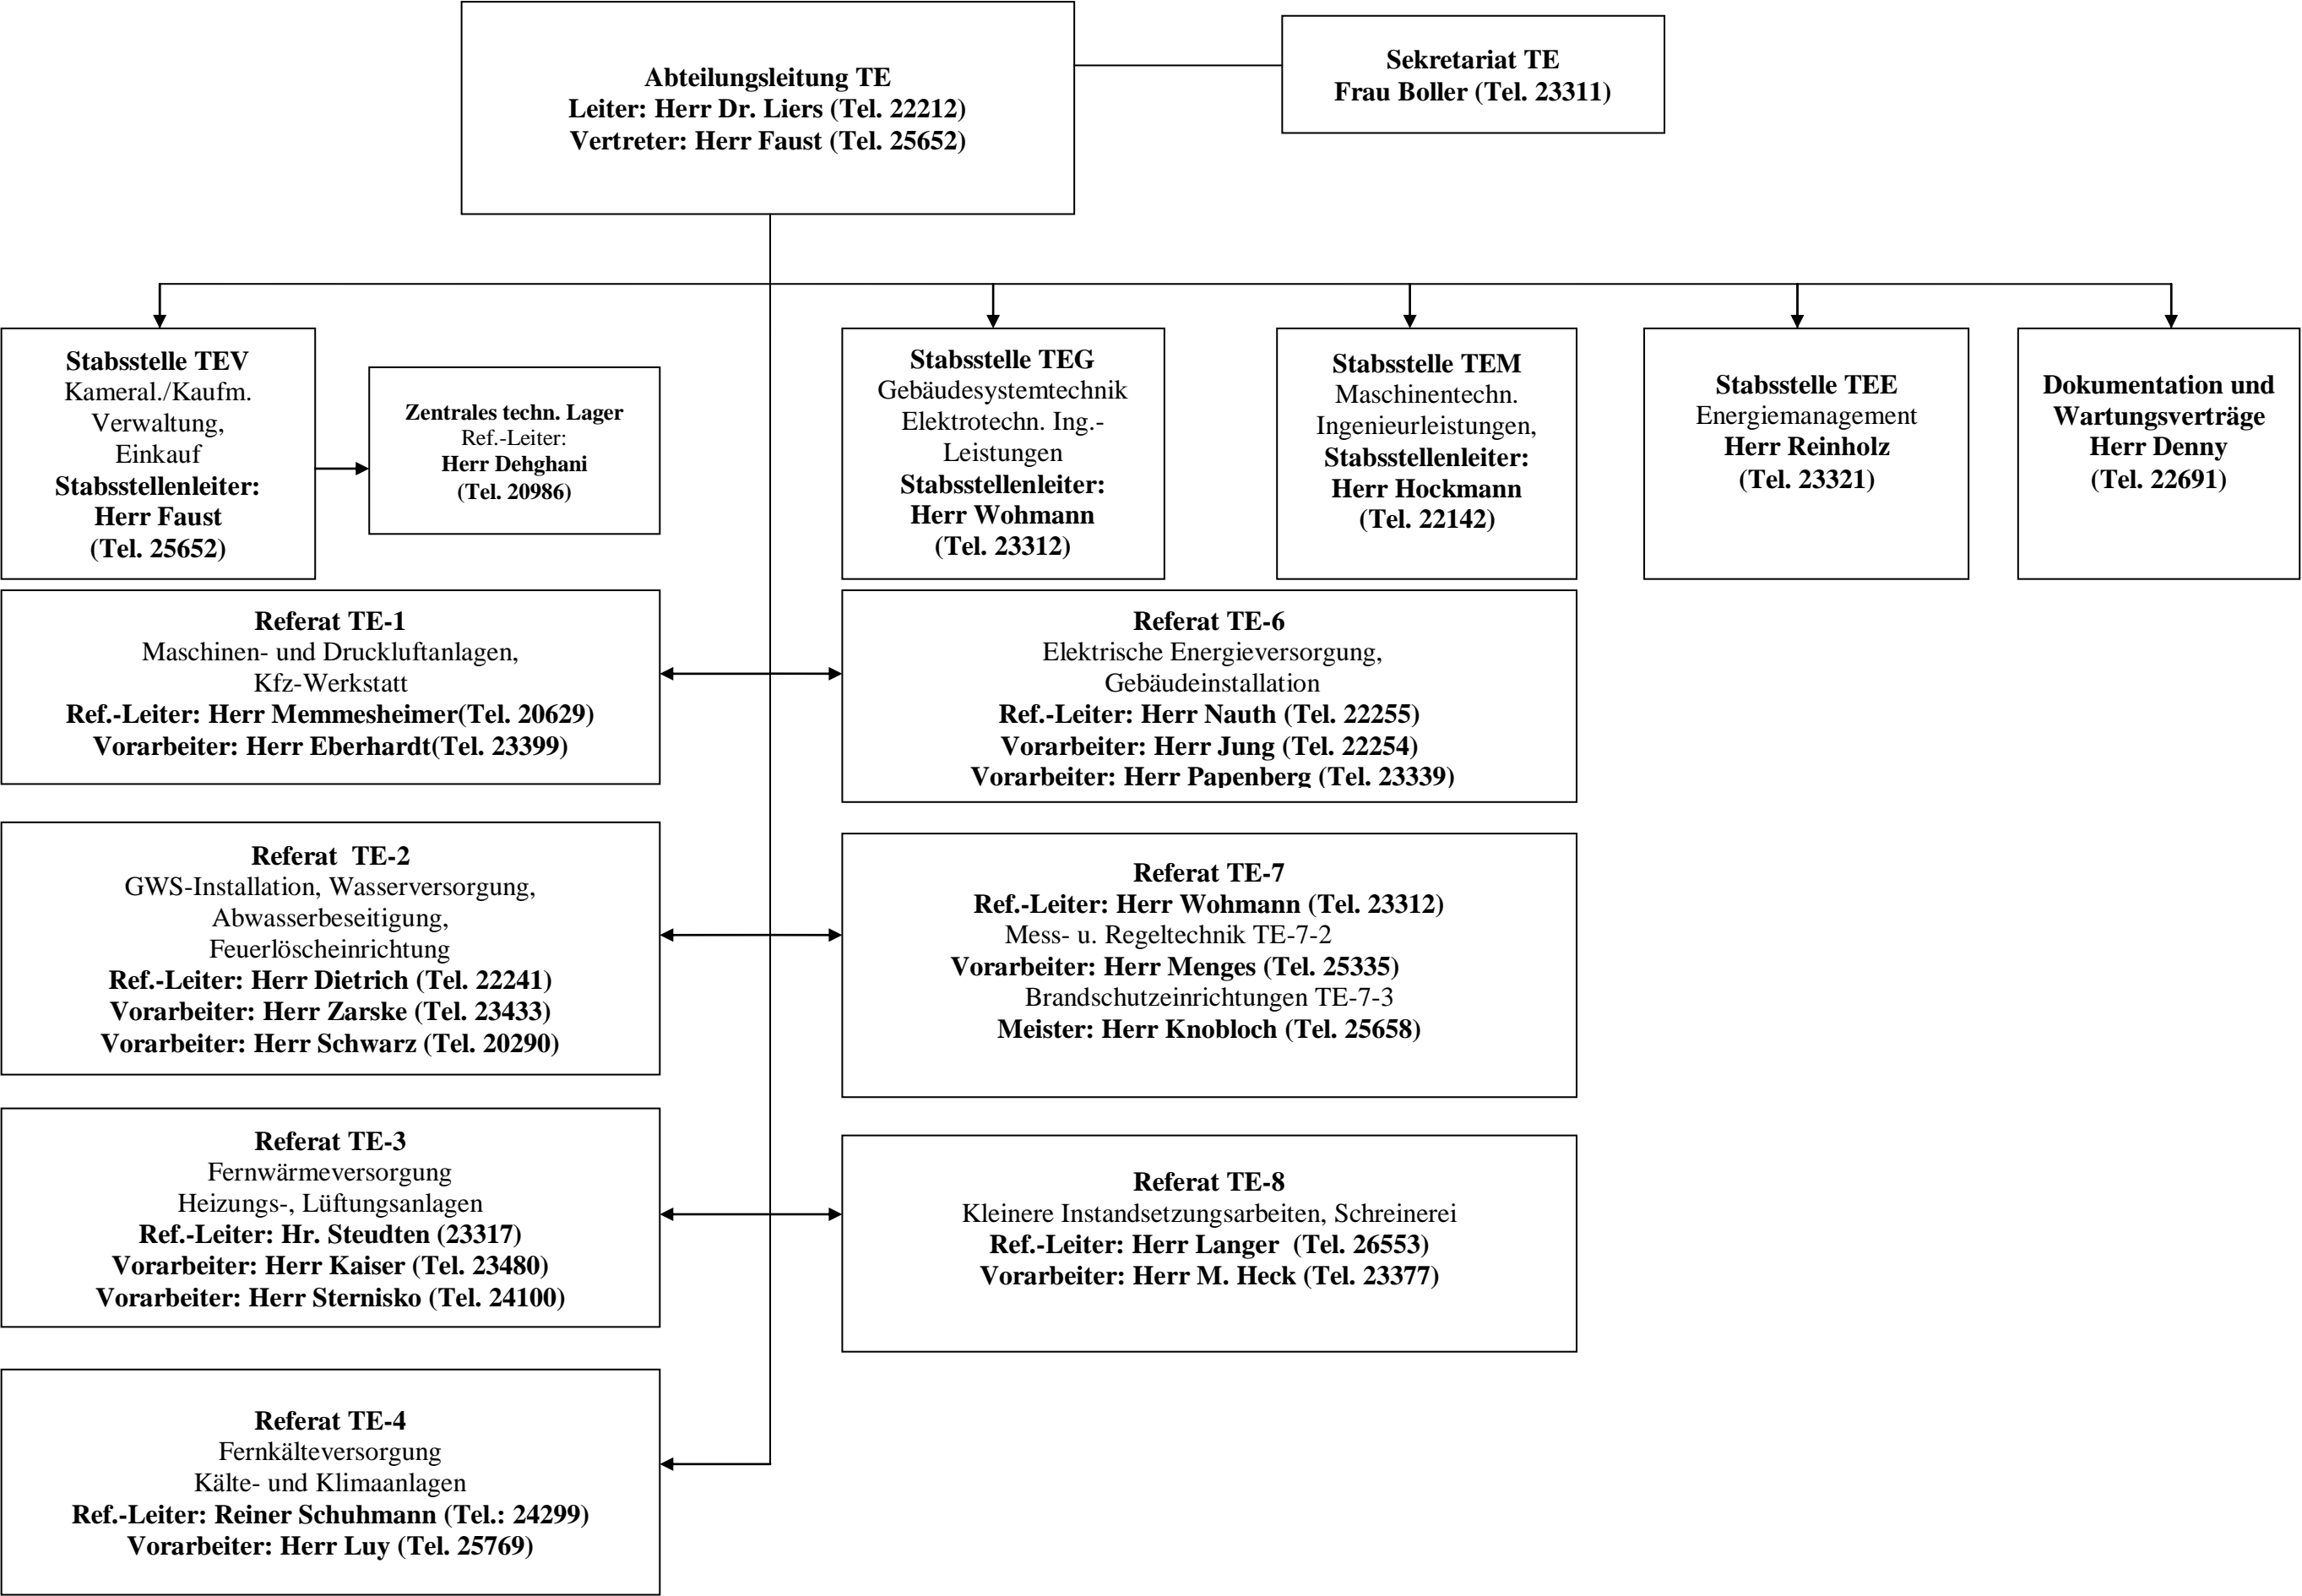 Abteilungsleitung TE
Leiter: Herr Dr. Liers (Tel. 22212)
Vertreter: Herr Faust (Tel. 25652)
Sekretariat TE
Frau Boller (Tel. 23311)
Stabsstelle TEV
Kameral./Kaufm.
Verwaltung,
Einkauf
Stabsstellenleiter:
Herr Faust
(Tel. 25652)
Zentrales techn. Lager
Ref.-Leiter:
Herr Dehghani
(Tel. 20986)
Stabsstelle TEG
Gebäudesystemtechnik
Elektrotechn. Ing.-
Leistungen
Stabsstellenleiter:
Herr Wohmann
(Tel. 23312)
Stabsstelle TEM
Maschinentechn.
Ingenieurleistungen,
Stabsstellenleiter:
Herr Hockmann
(Tel. 22142)
Stabsstelle TEE
Energiemanagement
Herr Reinholz
(Tel. 23321)
Dokumentation und
Wartungsverträge
Herr Denny
(Tel. 22691)
Referat TE-1
Maschinen- und Druckluftanlagen,
Kfz-Werkstatt
Ref.-Leiter: Herr Memmesheimer(Tel. 20629)
Vorarbeiter: Herr Eberhardt(Tel. 23399)
Referat TE-6
Elektrische Energieversorgung,
Gebäudeinstallation
Ref.-Leiter: Herr Nauth (Tel. 22255)
Vorarbeiter: Herr Jung (Tel. 22254)
Vorarbeiter: Herr Papenberg (Tel. 23339)
Referat  TE-2
GWS-Installation, Wasserversorgung,
Abwasserbeseitigung,
Feuerlöscheinrichtung
Ref.-Leiter: Herr Dietrich (Tel. 22241)
Vorarbeiter: Herr Zarske (Tel. 23433)
Vorarbeiter: Herr Schwarz (Tel. 20290)
Referat TE-7
Ref.-Leiter: Herr Wohmann (Tel. 23312)
Mess- u. Regeltechnik TE-7-2
Vorarbeiter: Herr Menges (Tel. 25335)
Brandschutzeinrichtungen TE-7-3
Meister: Herr Knobloch (Tel. 25658)
Referat TE-3
Fernwärmeversorgung
Heizungs-, Lüftungsanlagen
Ref.-Leiter: Hr. Steudten (23317)
Vorarbeiter: Herr Kaiser (Tel. 23480)
Vorarbeiter: Herr Sternisko (Tel. 24100)
Referat TE-8
Kleinere Instandsetzungsarbeiten, Schreinerei
Ref.-Leiter: Herr Langer  (Tel. 26553)
Vorarbeiter: Herr M. Heck (Tel. 23377)
Referat TE-4
Fernkälteversorgung
Kälte- und Klimaanlagen
Ref.-Leiter: Reiner Schuhmann (Tel.: 24299)
Vorarbeiter: Herr Luy (Tel. 25769)